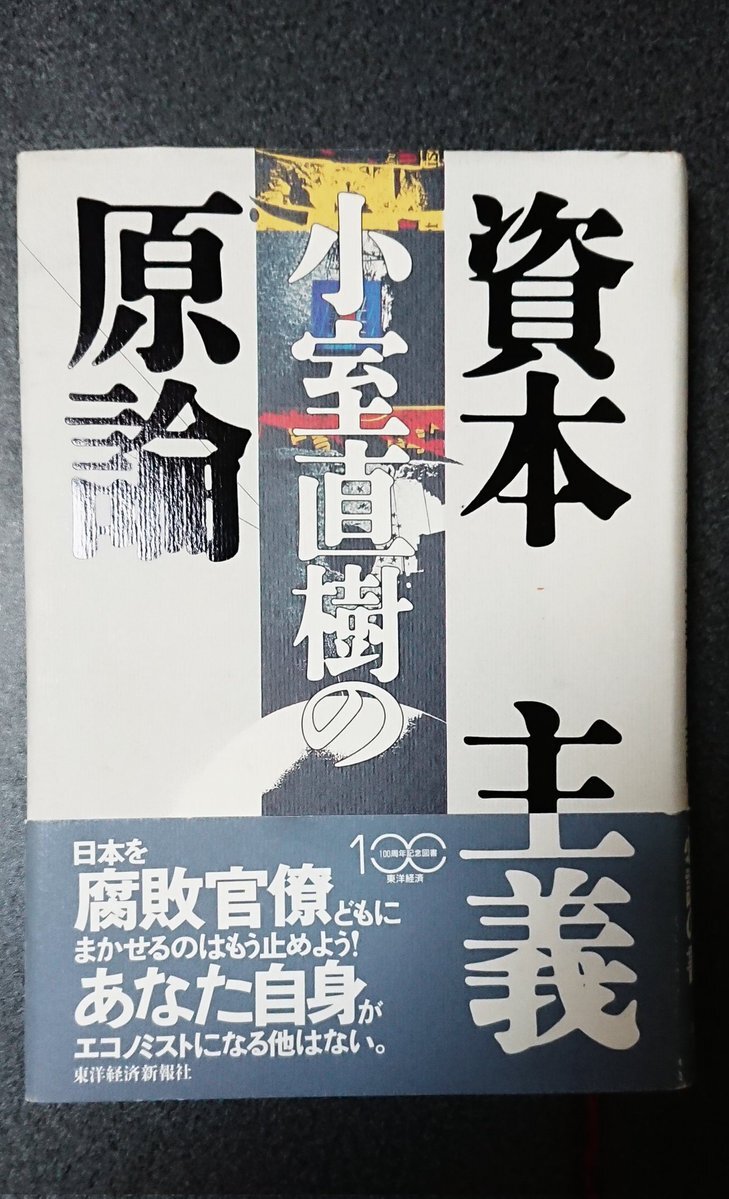 小室直樹の
資本主義
原論
日本を
腐敗官僚どもに
まかせるのはもう止めよう!
あなた自身が
エコノミストになる他はない。
東洋経済新報社
100
100周年記念図書
東洋経済